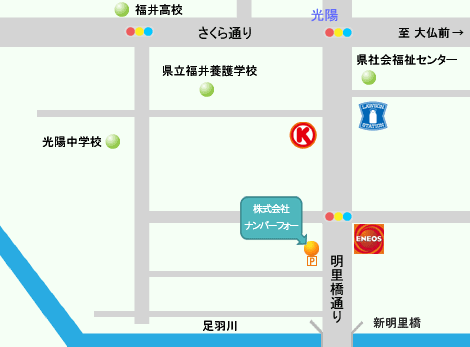 福井高校
光陽
さくら通り
至 大仏前→
県社会福祉センター
県立福井養護学校
LAWSON
STATION
光陽中学校
K
株式会社
ナンバーフォー
ENEOS
P
明里橋通り
足羽川
新明里橋